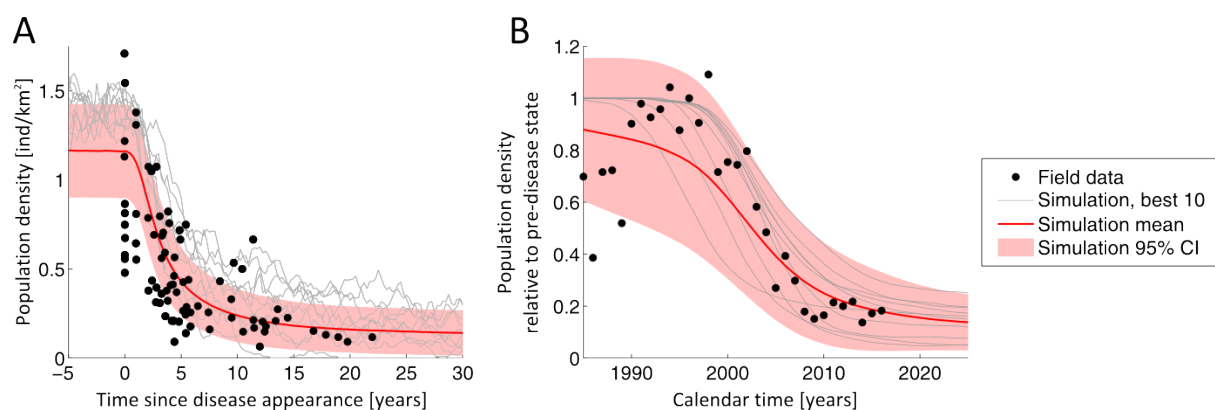 A
Population density [ind/km²]
1.5
1
0.5
0
−5
0
5
10
15
20
25
30
Time since disease appearance [years]
B
Population density
relative to pre-disease state
1.2
1
0.8
0.6
0.4
0.2
0
1990
2000
2010
2020
Calendar time [years]
Field data
Simulation, best 10
Simulation mean
Simulation 95% CI